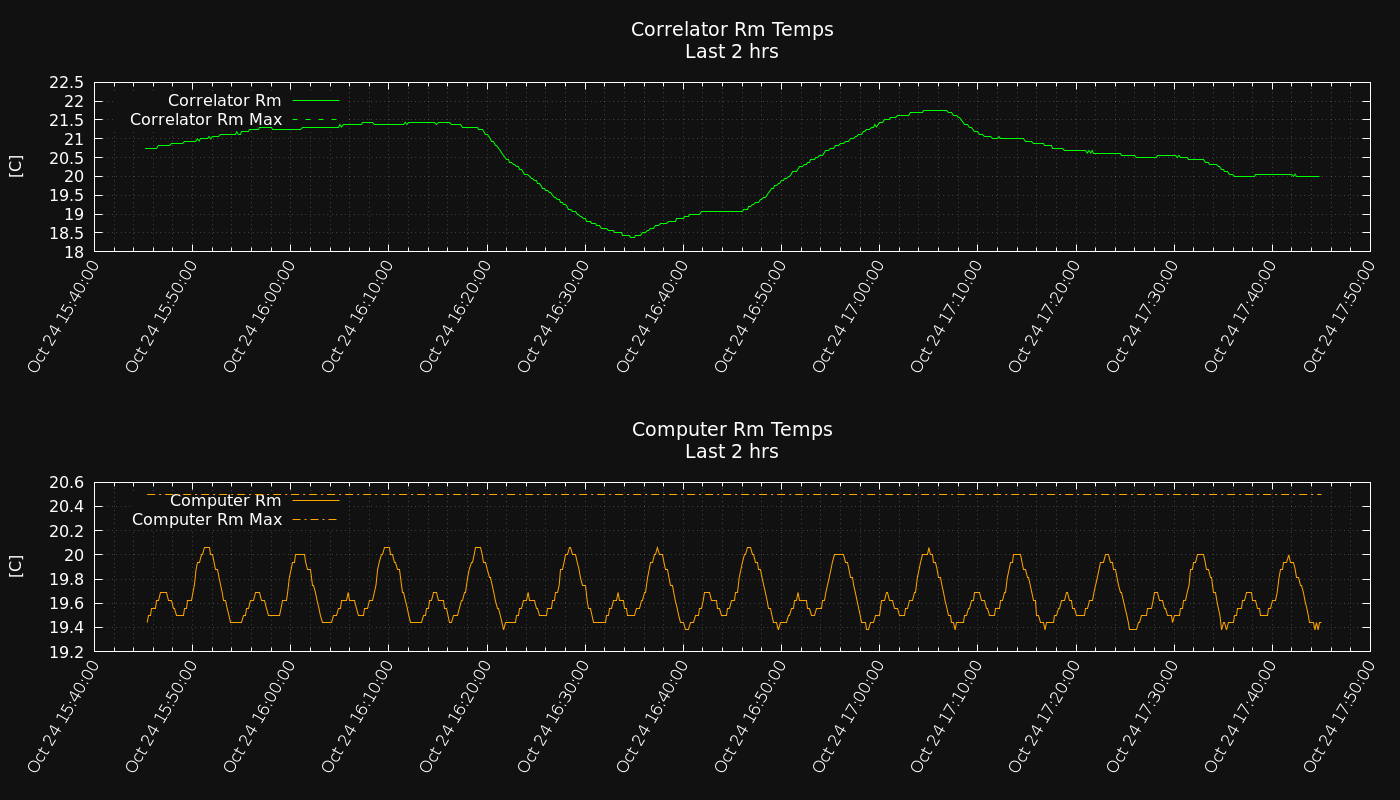 Correlator Rm Temps
Last 2 hrs
22.5
22
21.5
21
20.5
20
19.5
19
18.5
18
[C]
Correlator Rm
Correlator Rm Max
Oct 24 15:40:00
Oct 24 15:50:00
Oct 24 16:00:00
Oct 24 16:10:00
Oct 24 16:20:00
Oct 24 16:30:00
Oct 24 16:40:00
Oct 24 16:50:00
Oct 24 17:00:00
Oct 24 17:10:00
Oct 24 17:20:00
Oct 24 17:30:00
Oct 24 17:40:00
Oct 24 17:50:00
Computer Rm Temps
Last 2 hrs
20.6
20.4
20.2
20
19.8
19.6
19.4
19.2
[C]
Computer Rm
Computer Rm Max
Oct 24 15:40:00
Oct 24 15:50:00
Oct 24 16:00:00
Oct 24 16:10:00
Oct 24 16:20:00
Oct 24 16:30:00
Oct 24 16:40:00
Oct 24 16:50:00
Oct 24 17:00:00
Oct 24 17:10:00
Oct 24 17:20:00
Oct 24 17:30:00
Oct 24 17:40:00
Oct 24 17:50:00